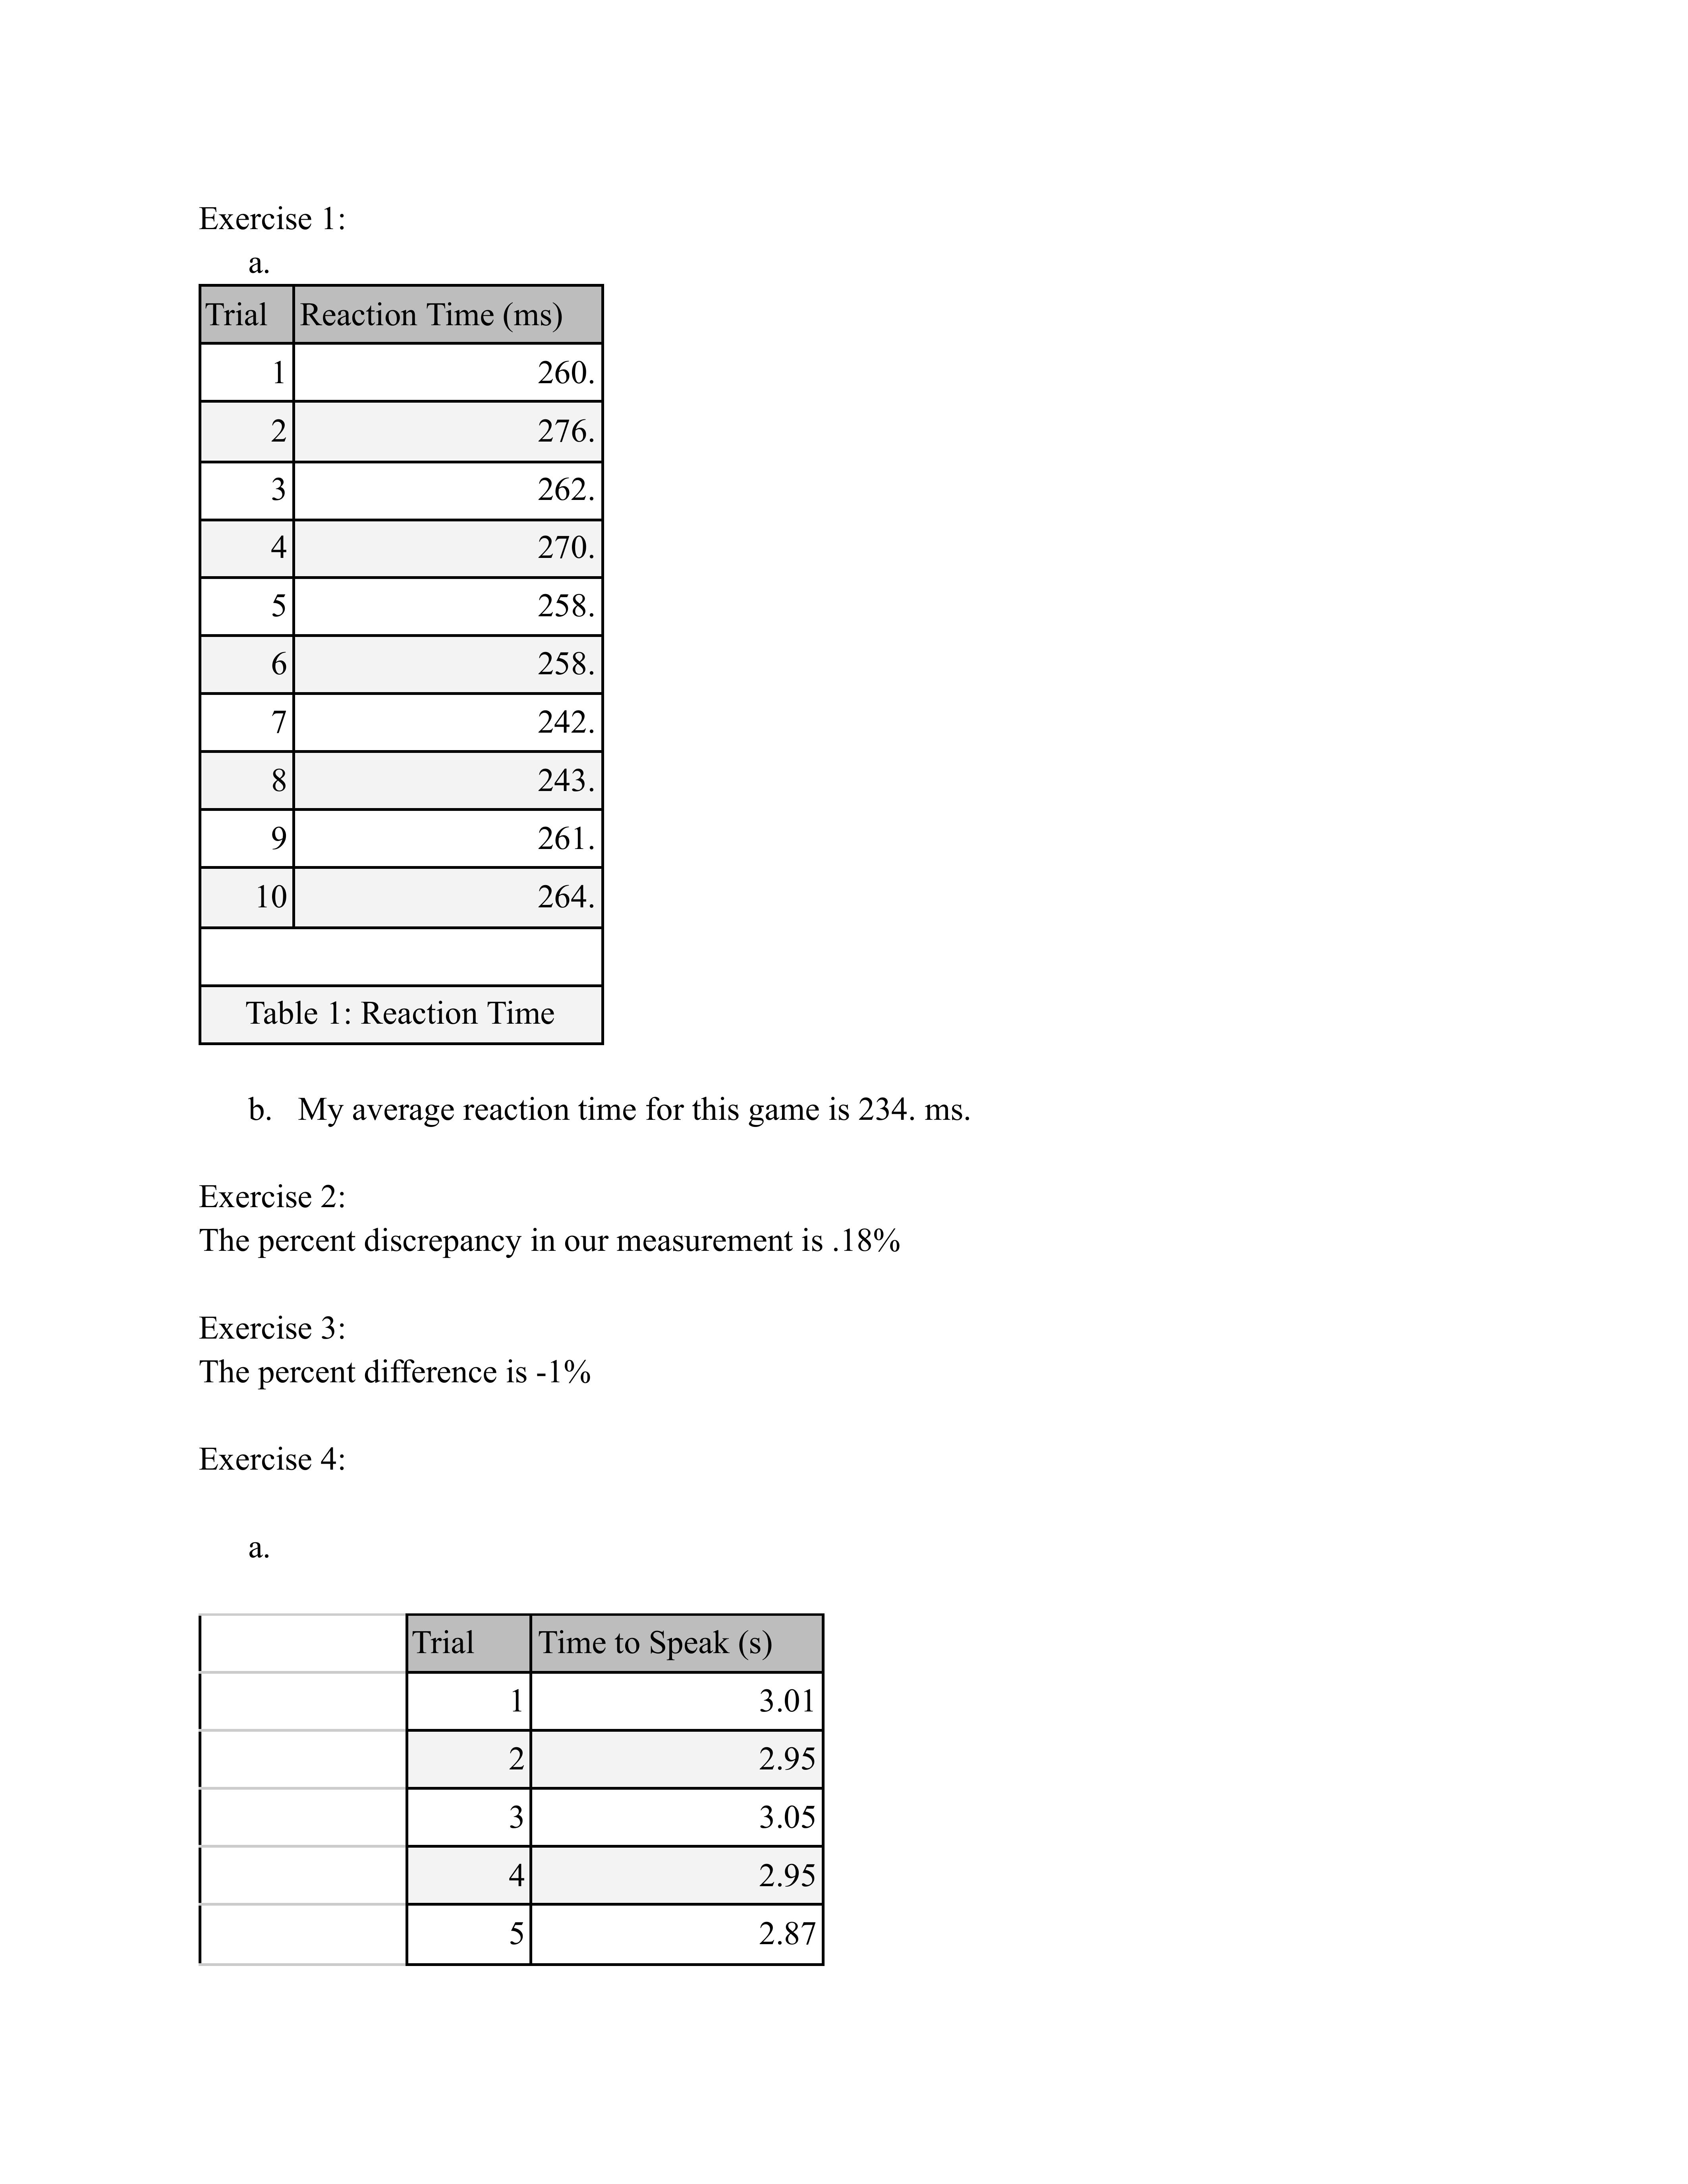 Exercise 1:
a.
Trial Reaction Time (ms)
1 260.
2 276.
3 262.
4 270.
5 258.
6 258.
7 242.
8 243.
9 261.
10 264.
Table 1: Reaction Time
b. My average reaction time for this game is 234. ms.
Exercise 2:
The percent discrepancy in our measurement is .18%
Exercise 3:
The percent difference is -1%
Exercise 4:
a.
Trial Time to Speak (s)
1 3.01
2 2.95
3 3.05
4 2.95
5 2.87